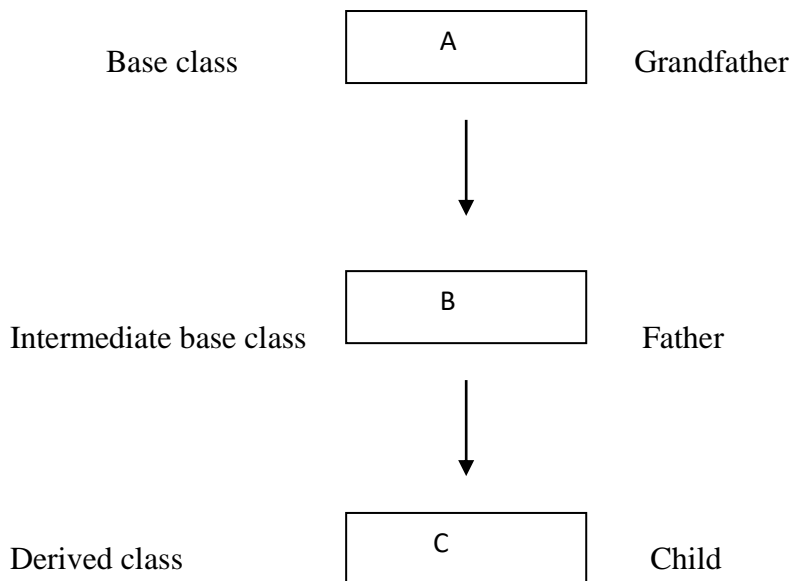 A
Base class Grandfather
B
Intermediate base class Father
C
Derived class Child